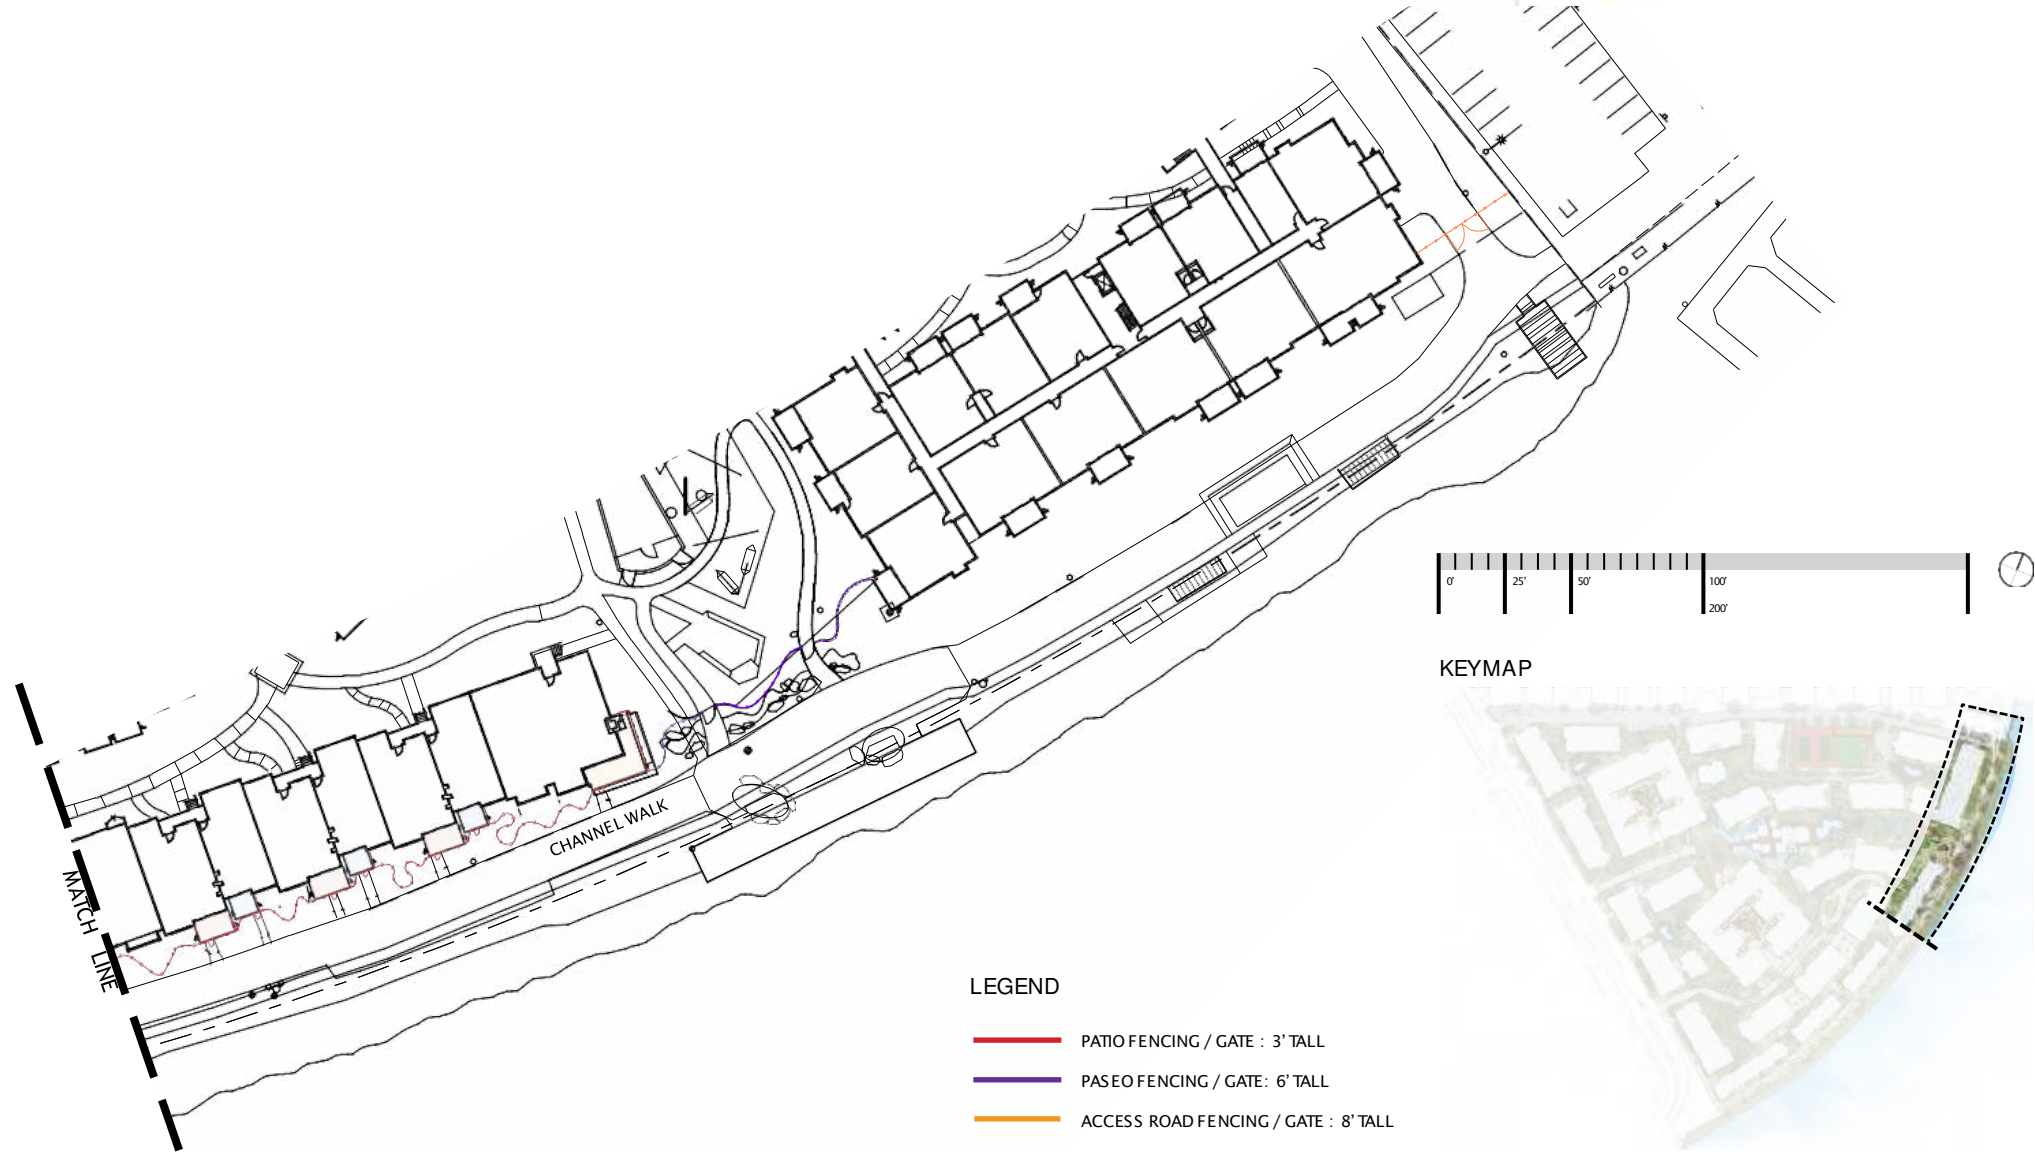 0'
25'
50'
100'
200'
KEYMAP
CHANNEL WALK
MATCH LINE
LEGEND
PATIO FENCING / GATE : 3' TALL
PASEO FENCING / GATE: 6' TALL
ACCESS ROAD FENCING / GATE : 8' TALL